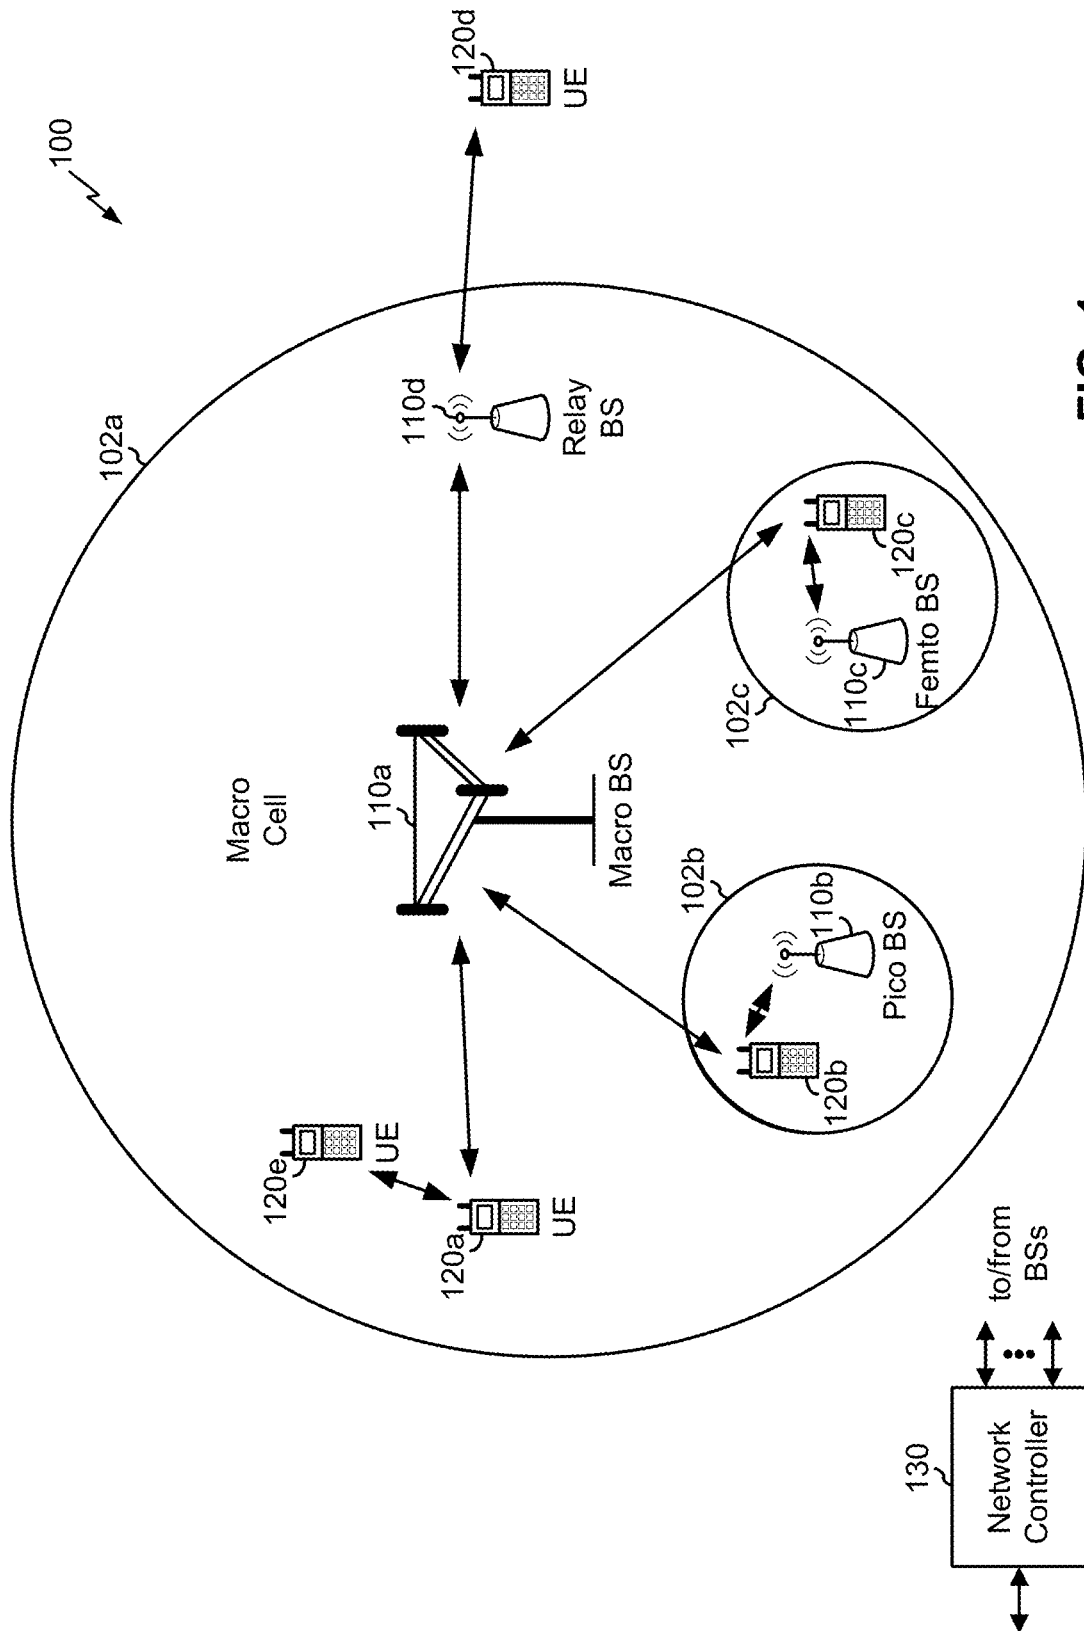 100
102a
Macro
Cell
120e
UE
110a
110d
120a
120d
UE
UE
Relay
BS
Macro BS
102b
102c
120b
110b
Pico BS
110c
120c
Femto BS
130
Network
Controller
to/from
BSs